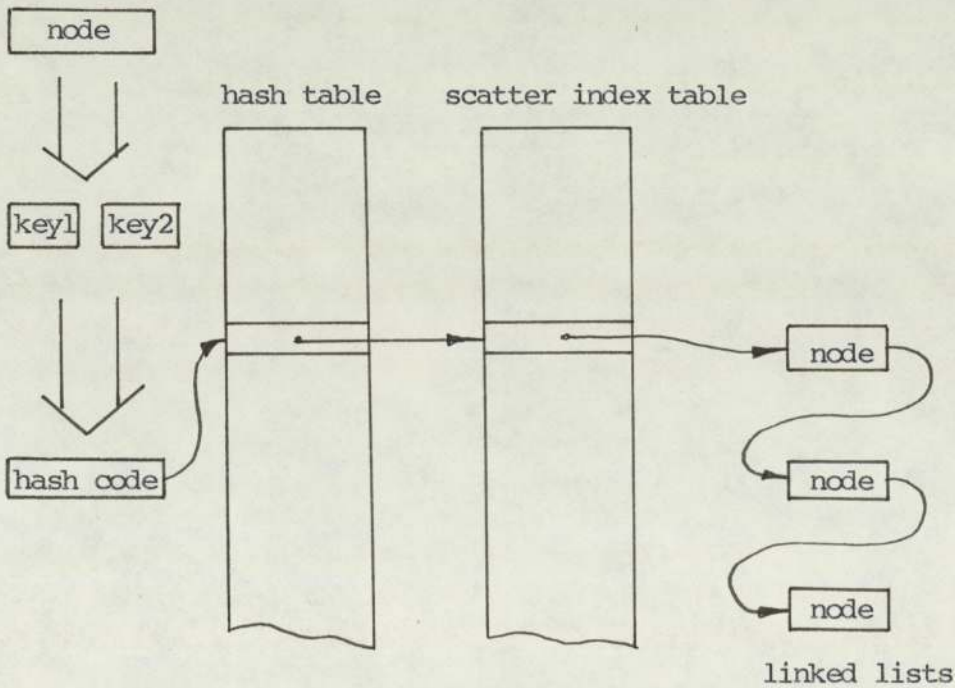 node
hash table
scatter index table
key1
key2
node
hash code
node
node
linked lists